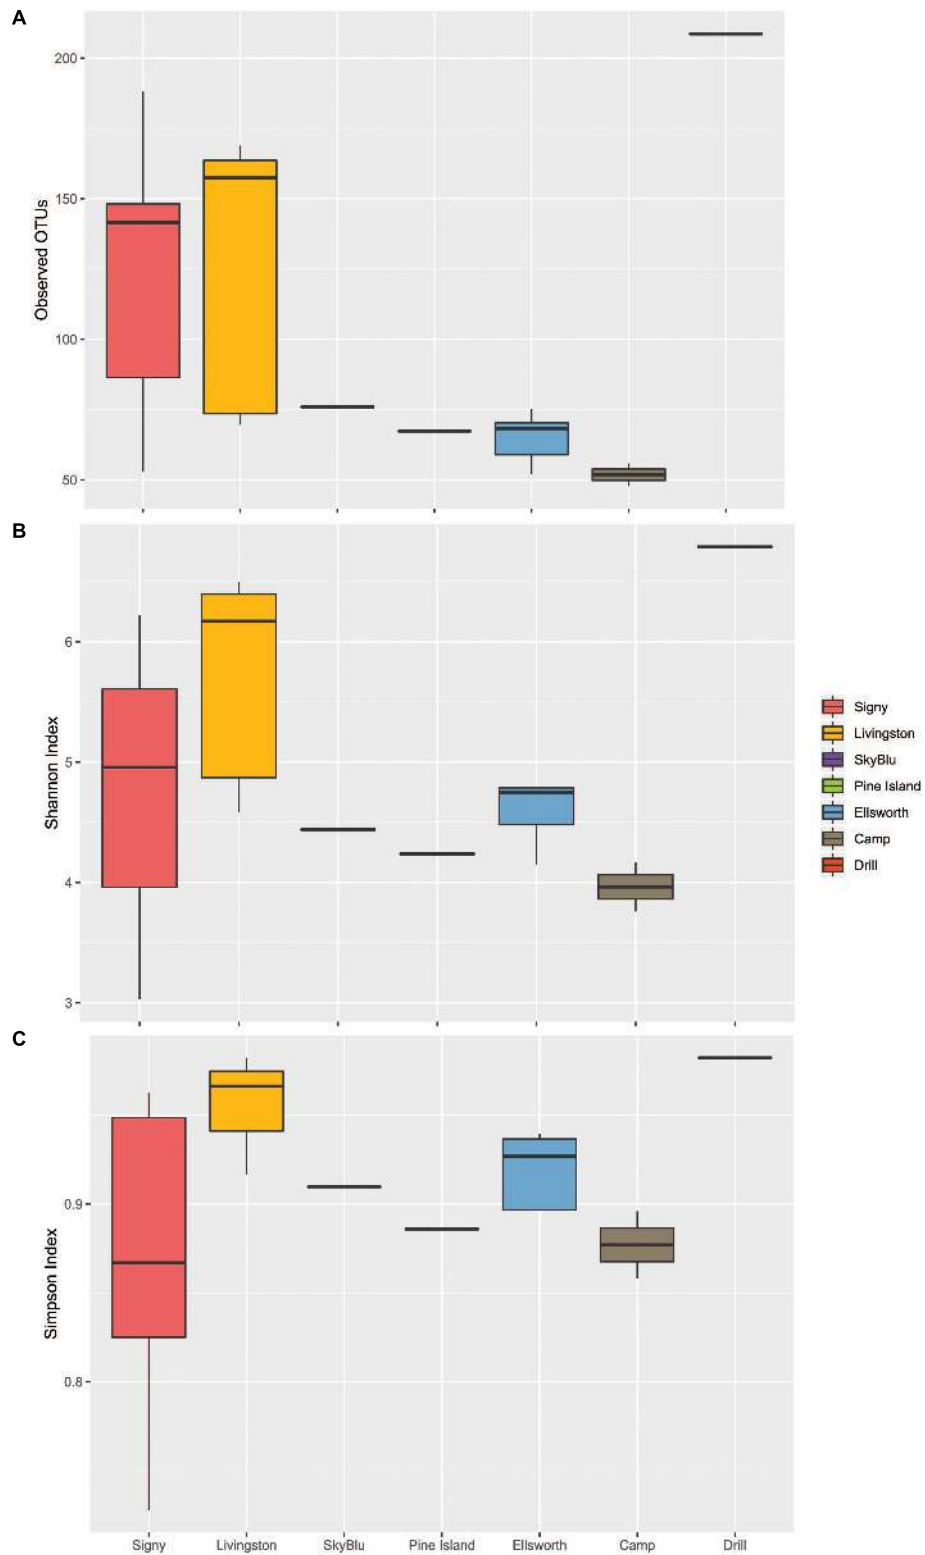 A
200
150
100
50
Observed OTUs
B
6
5
4
3
Shannon Index
Signy
Livingston
SkyBlu
Pine Island
Ellsworth
Camp
Drill
C
0.9
0.8
Simpson Index
Signy
Livingston
SkyBlu
Pine Island
Ellsworth
Camp
Drill